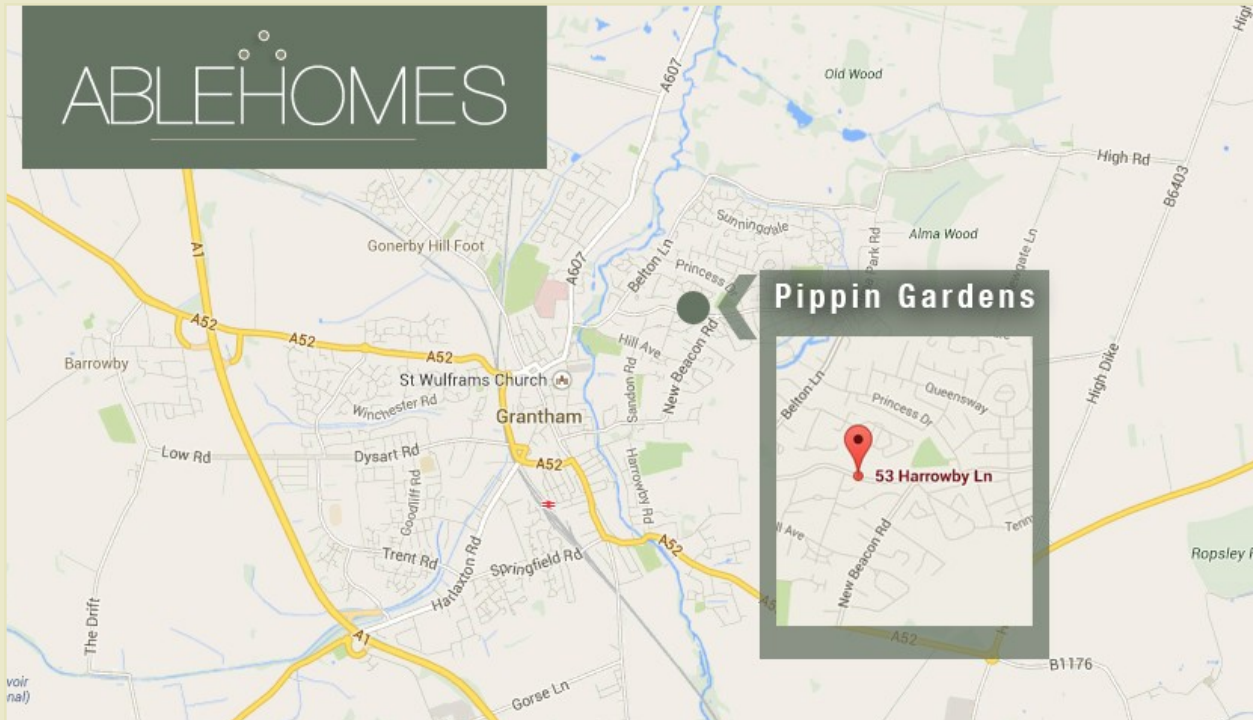 ABLEHOMES
A607
Old Wood
High Rd
B6403
Sunningdale
Alma Wood
Gonerby Hill Foot
A1
A607
Belton Ln
Princess
Park Rd
Pippin Gardens
A52
A52
A52
Hill Ave
New Beacon Rd
Sandon Rd
Barrowby
St Wulframs Church
Winchester Rd
Grantham
High Dike
Belton Ln
Queensway
Princess Dr
53 Harrowby Ln
New Beacon Rd
Low Rd
Dysart Rd
A52
Goodliff Rd
Harrowby Rd
Trent Rd
Springfield Rd
Harlaxton Rd
A52
Ropsley
The Drift
A1
A52
B1176
Gorse Ln